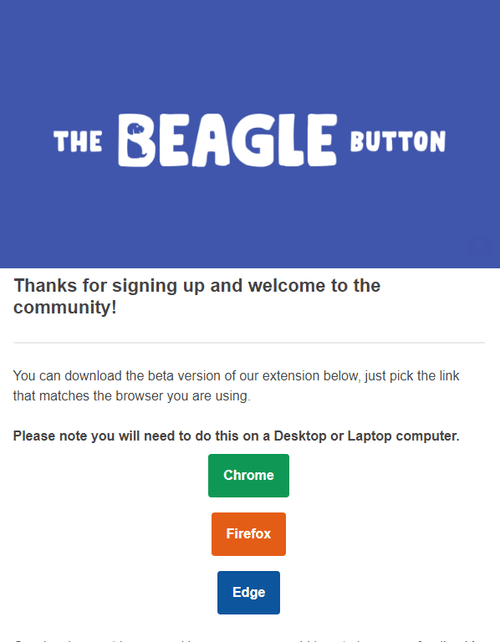 THE BEAGLE BUTTON
Thanks for signing up and welcome to the
community!
You can download the beta version of our extension below, just pick the link
that matches the browser you are using.
Please note you will need to do this on a Desktop or Laptop computer.
Chrome
Firefox
Edge